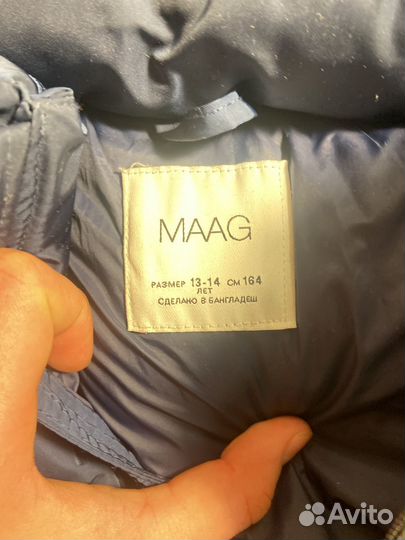 MAAG
РАЗМЕР 13-14 СМ 164
ЛЕТ
СДЕЛАНО В БАНГЛАДЕШ
Avito